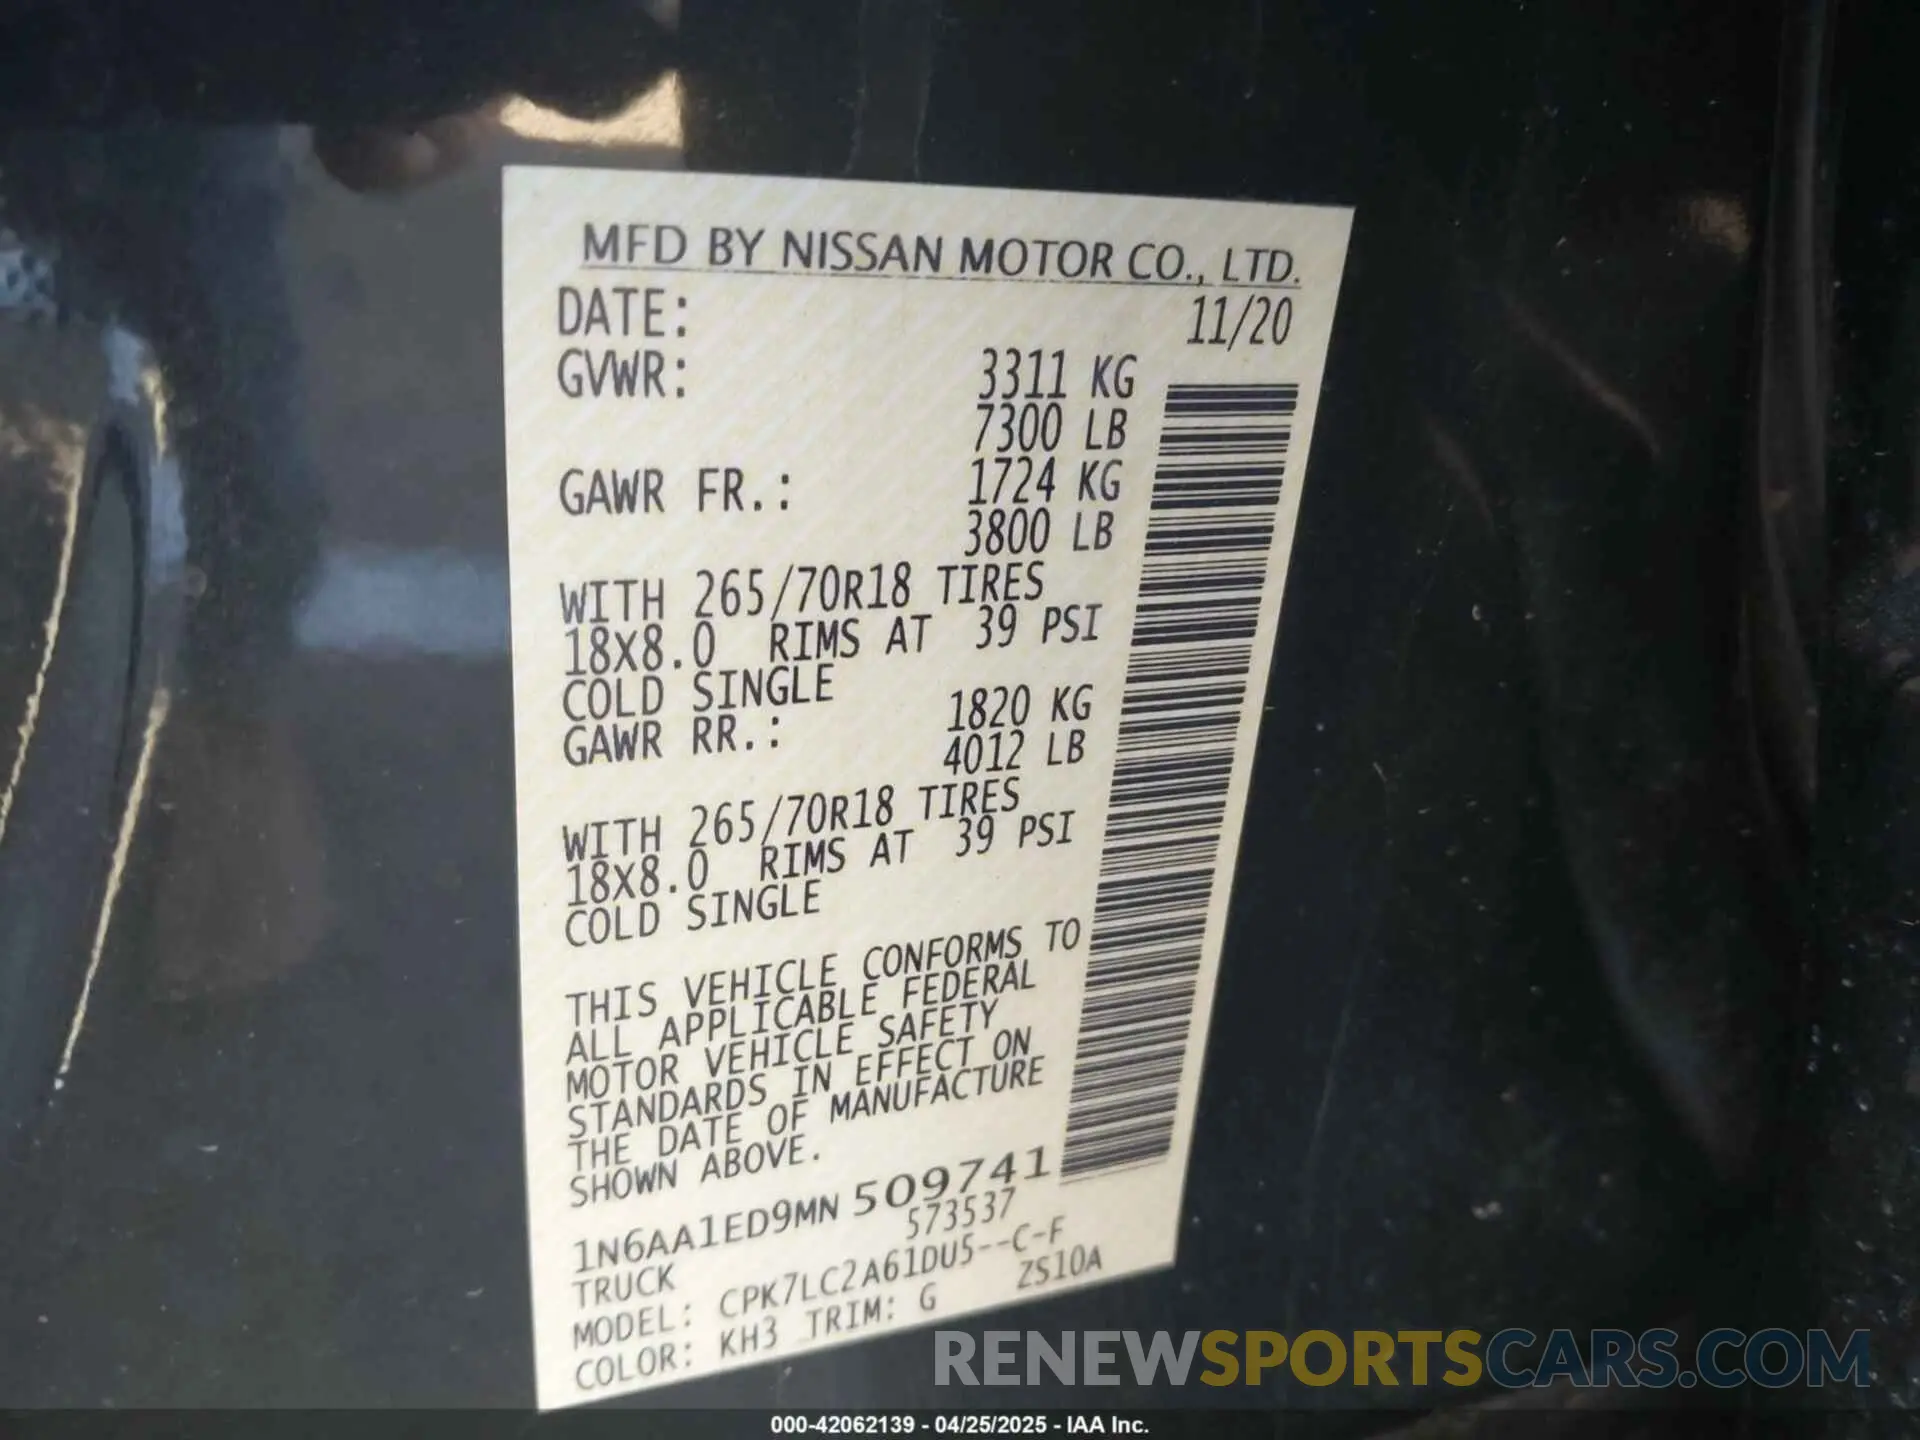 MFD BY NISSAN MOTOR CO., LTD.
DATE: 11/20
GVWR: 3311 KG
7300 LB
GAWR FR.: 1724 KG
3800 LB
WITH 265/70R18 TIRES
18X8.0 RIMS AT 39 PSI
COLD SINGLE
GAWR RR.: 1820 KG
4012 LB
WITH 265/70R18 TIRES
18X8.0 RIMS AT 39 PSI
COLD SINGLE
THIS VEHICLE CONFORMS TO
ALL APPLICABLE FEDERAL
MOTOR VEHICLE SAFETY
STANDARDS IN EFFECT ON
THE DATE OF MANUFACTURE
SHOWN ABOVE.
1N6AA1ED9MN 509741
TRUCK 573537
MODEL: CPK7LC2A61DU5--C-F
COLOR: KH3 TRIM: G ZS10A
RENEWSPORTSCARS.COM
000-42062139 - 04/25/2025 - IAA Inc.